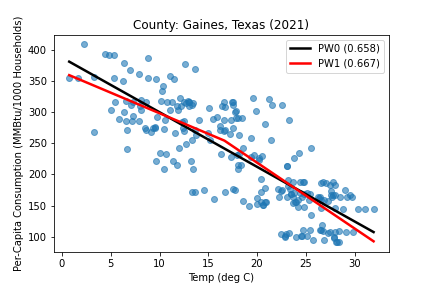 County: Gaines, Texas (2021)
PW0 (0.658)
PW1 (0.667)
Per-Capita Consumption (MMBtu/1000 Households)
400
350
300
250
200
150
100
0 5 10 15 20 25 30
Temp (deg C)